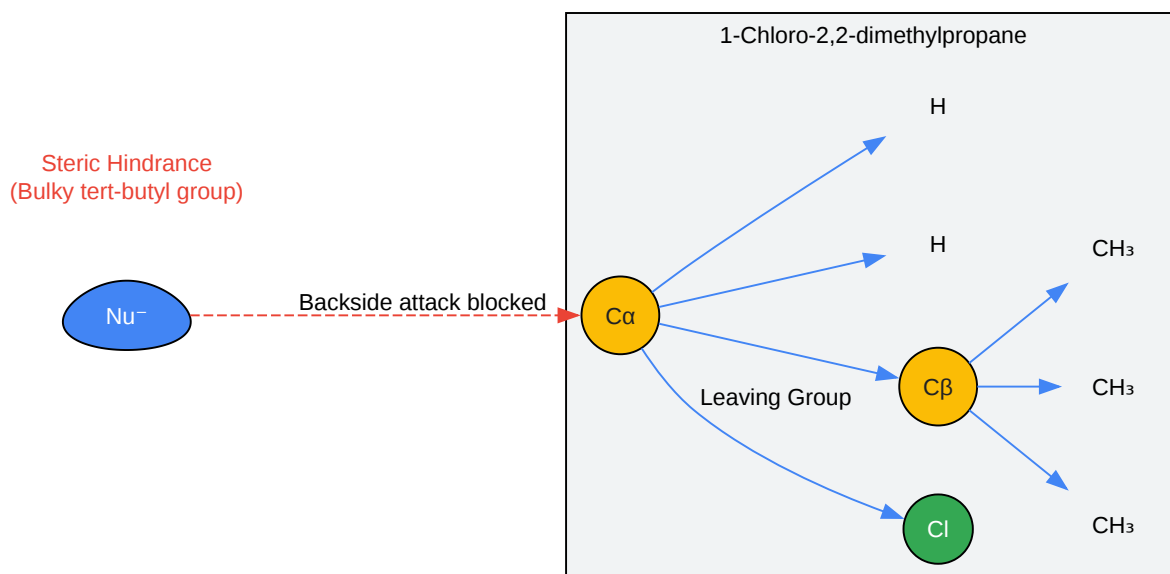 1-Chloro-2,2-dimethylpropane
H
Steric Hindrance
(Bulky tert-butyl group)
H
CH₃
Nu⁻
Backside attack blocked
Cα
Leaving Group
Cβ
CH₃
Cl
CH₃